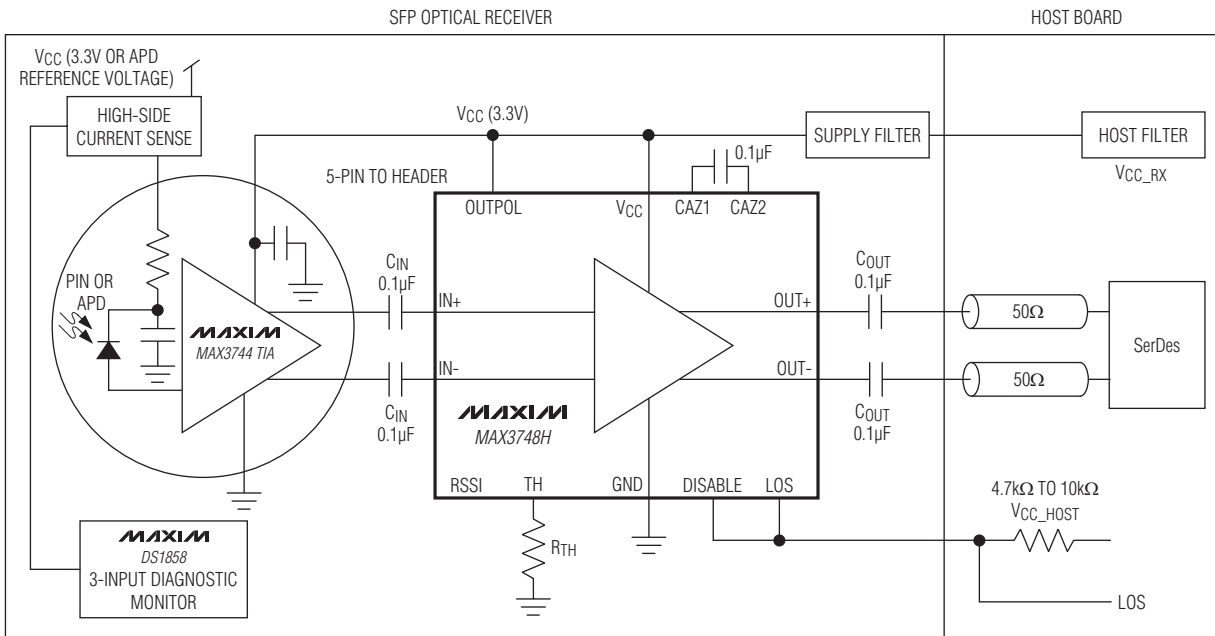 SFP OPTICAL RECEIVER
HOST BOARD
VCC (3.3V OR APD
REFERENCE VOLTAGE)
HIGH-SIDE
CURRENT SENSE
VCC (3.3V)
SUPPLY FILTER
HOST FILTER
VCC_RX
0.1µF
5-PIN TO HEADER
OUTPOL
VCC
CAZ1
CAZ2
PIN OR
APD
MAXIM
MAX3744 TIA
CIN
0.1µF
IN+
OUT+
COUT
0.1µF
50Ω
SerDes
IN-
OUT-
50Ω
CIN
0.1µF
MAXIM
MAX3748H
COUT
0.1µF
RSSI
TH
GND
DISABLE
LOS
4.7kΩ TO 10kΩ
VCC_HOST
RTH
MAXIM
DS1858
3-INPUT DIAGNOSTIC
MONITOR
LOS